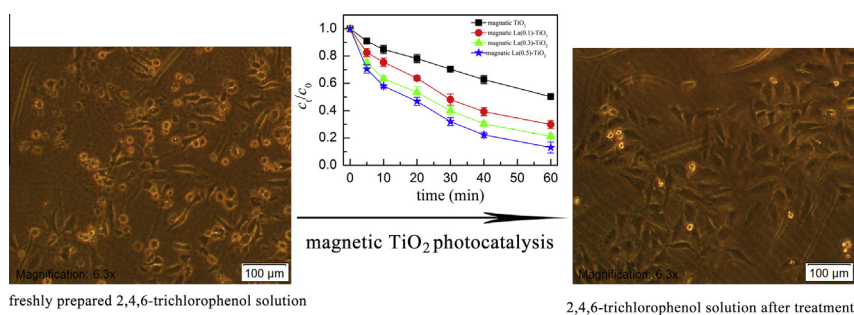 Magnification: 6.3x
100 μm
freshly prepared 2,4,6-trichlorophenol solution
magnetic TiO₂
magnetic La(0.1)-TiO₂
magnetic La(0.3)-TiO₂
magnetic La(0.5)-TiO₂
1.0
0.8
0.6
0.4
0.2
0.0
cₜ/c₀
0 10 20 30 40 50 60
time (min)
magnetic TiO₂ photocatalysis
Magnification: 6.3x
100 μm
2,4,6-trichlorophenol solution after treatment